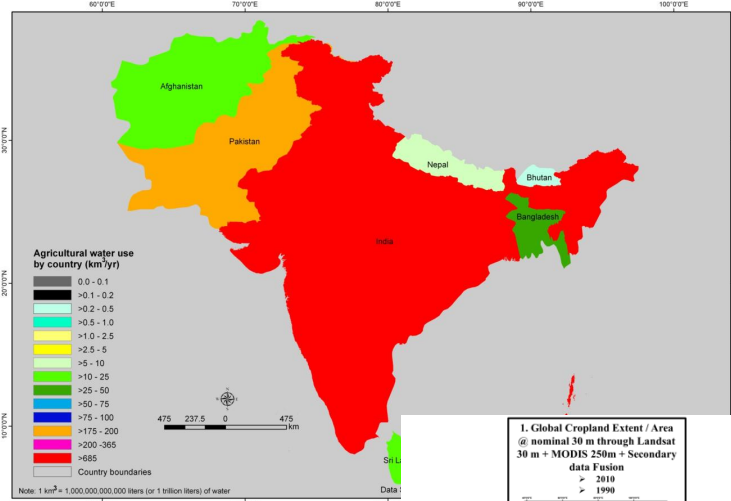 60°0'0"E 70°0'0"E 80°0'0"E 90°0'0"E 100°0'0"E
30°0'0"N
20°0'0"N
10°0'0"N
Afghanistan
Pakistan
Nepal
Bhutan
Bangladesh
India
Agricultural water use
by country (km³/yr)
0.0 - 0.1
>0.1 - 0.2
>0.2 - 0.5
>0.5 - 1.0
>1.0 - 2.5
>2.5 - 5
>5 - 10
>10 - 25
>25 - 50
>50 - 75
>75 - 100
>175 - 200
>200 -365
>685
Country boundaries
475 237.5 0 475
km
Sri La
Note: 1 km³ = 1,000,000,000,000 liters (or 1 trillion liters) of water
Data S
1. Global Cropland Extent / Area
@ nominal 30 m through Landsat
30 m + MODIS 250m + Secondary
data Fusion
➢ 2010
➢ 1990